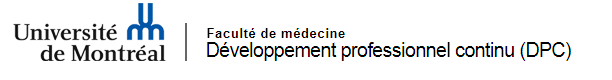 Université
de Montréal
Faculté de médecine
Développement professionnel continu (DPC)